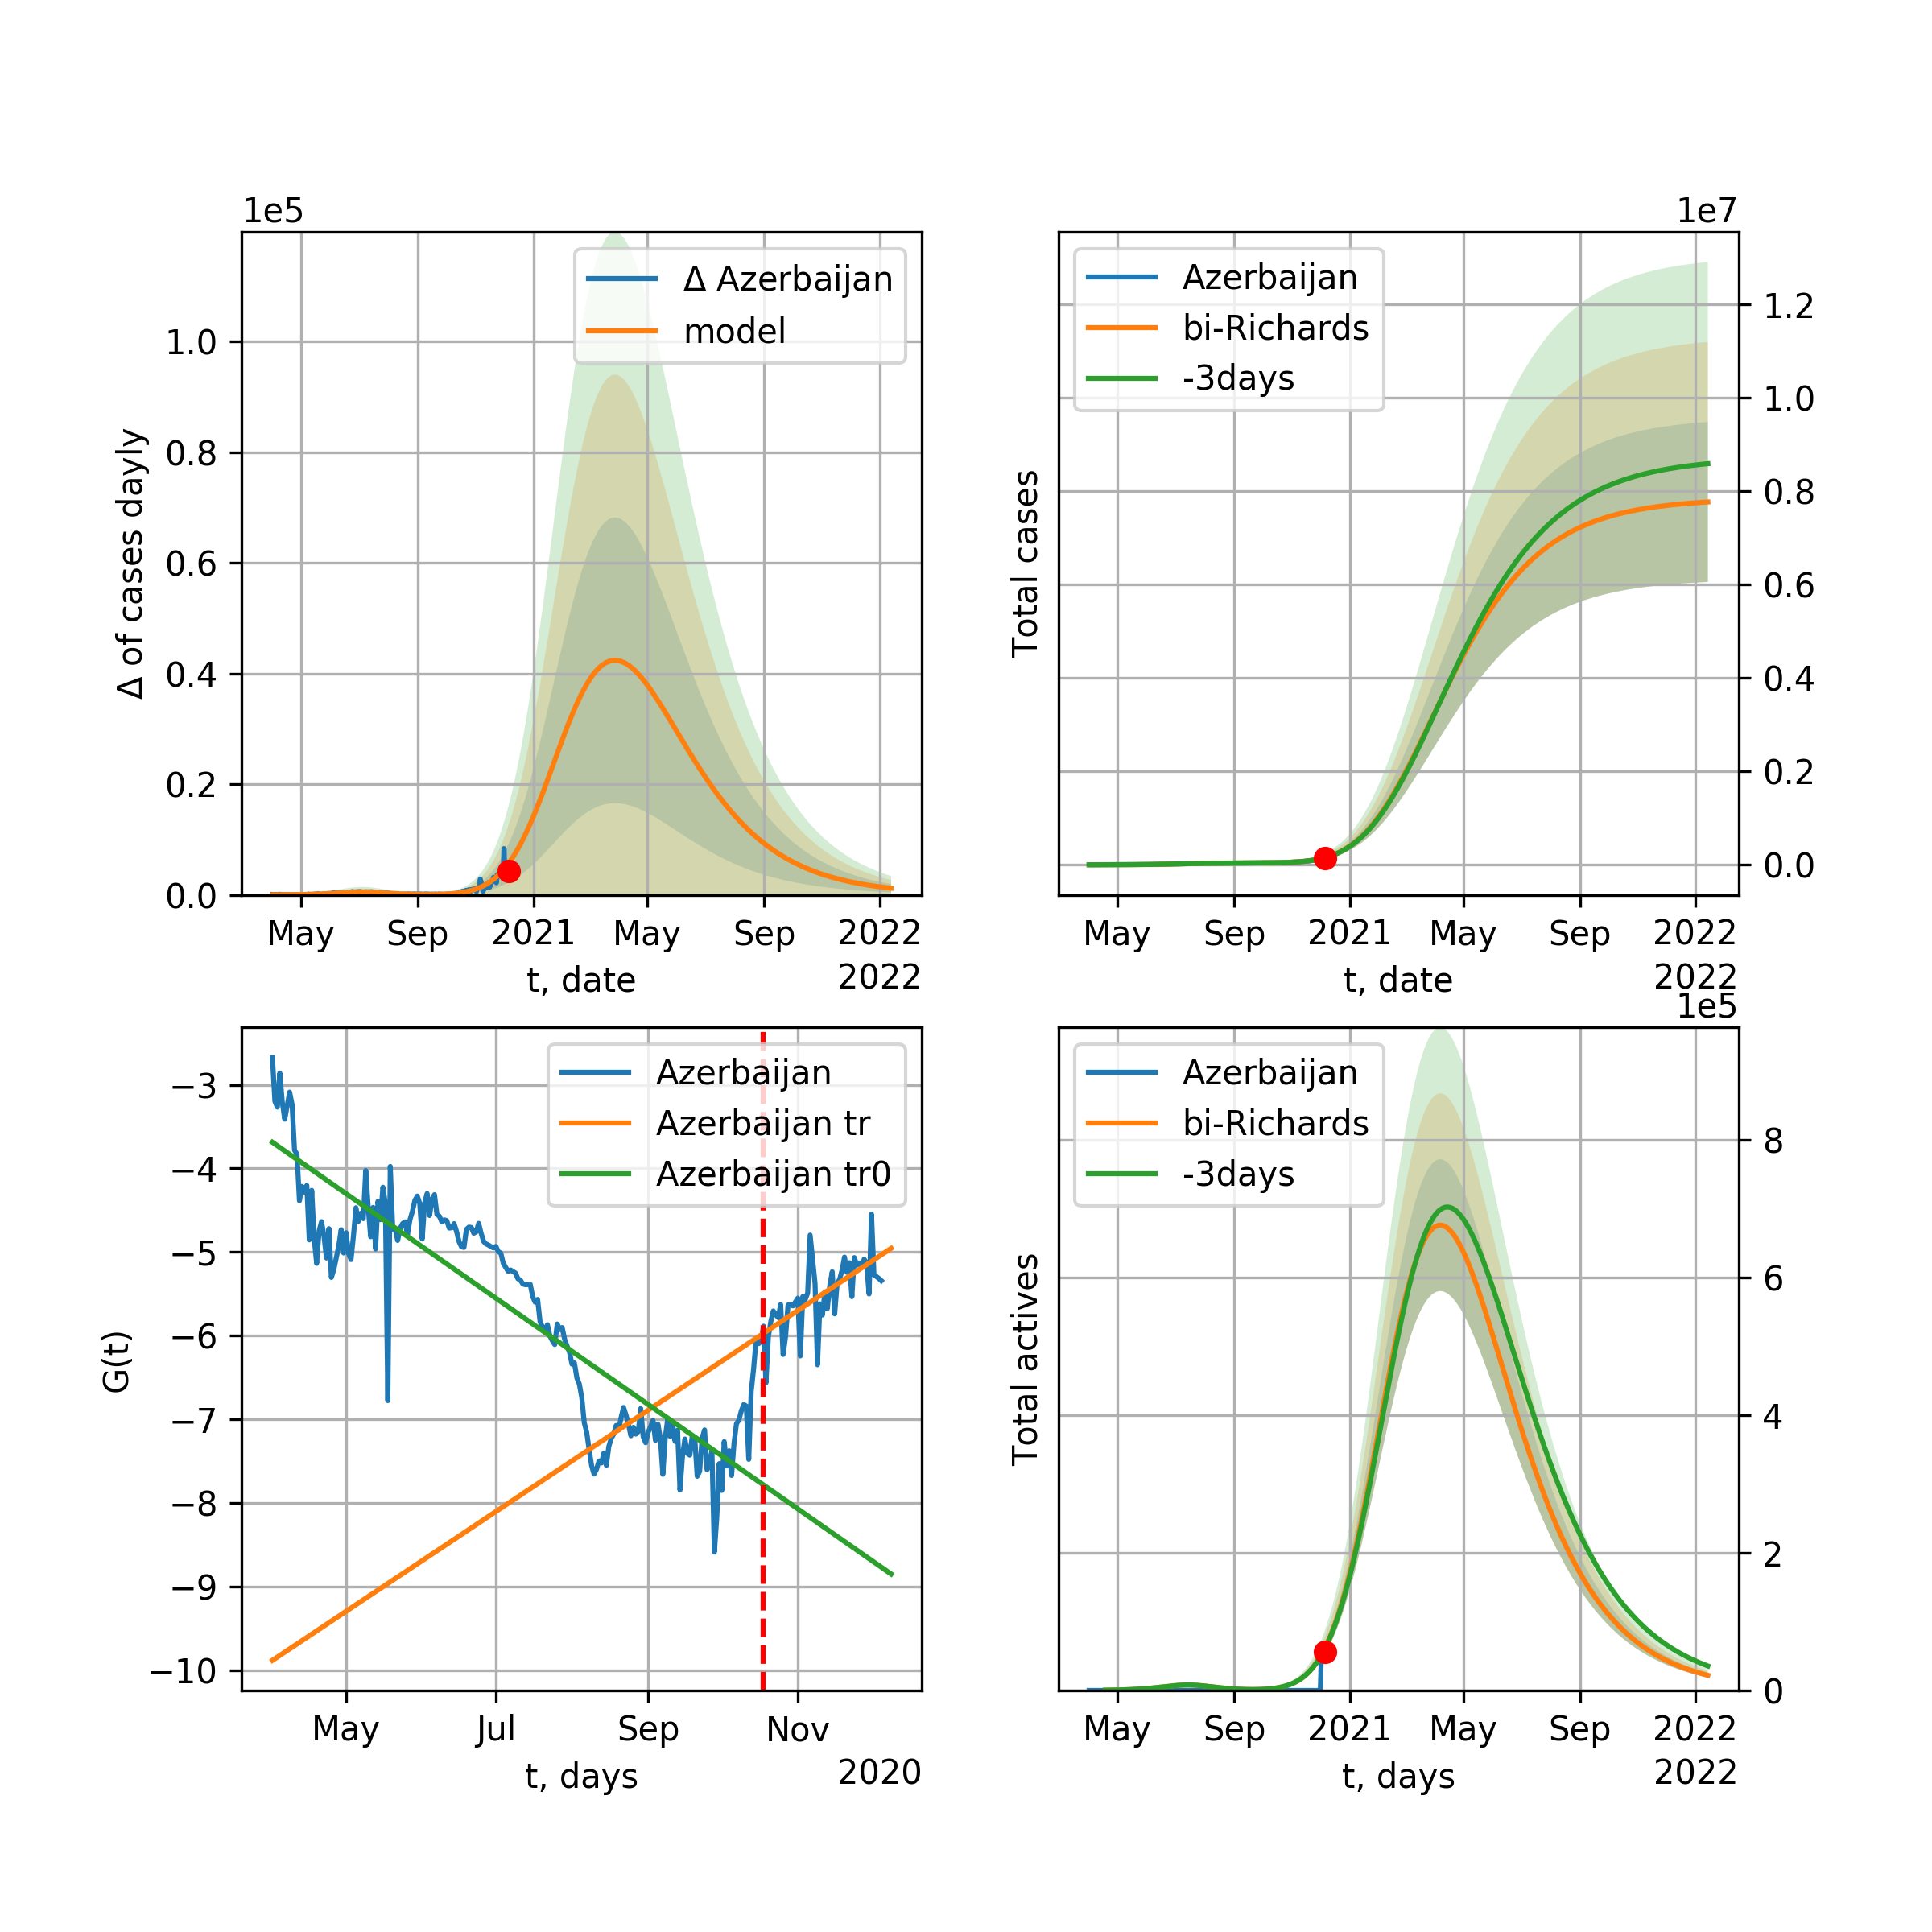 1e5
Δ Azerbaijan
model
1.0
0.8
0.6
0.4
0.2
0.0
Δ of cases dayly
May Sep 2021 May Sep 2022
t, date
2022
1e7
Azerbaijan
bi-Richards
-3days
1.2
1.0
0.8
0.6
0.4
0.2
0.0
Total cases
May Sep 2021 May Sep 2022
t, date
2022
Azerbaijan
Azerbaijan tr
Azerbaijan tr0
−3
−4
−5
−6
−7
−8
−9
−10
G(t)
May Jul Sep Nov
t, days
2020
1e5
Azerbaijan
bi-Richards
-3days
8
6
4
2
0
Total actives
May Sep 2021 May Sep 2022
t, days
2022